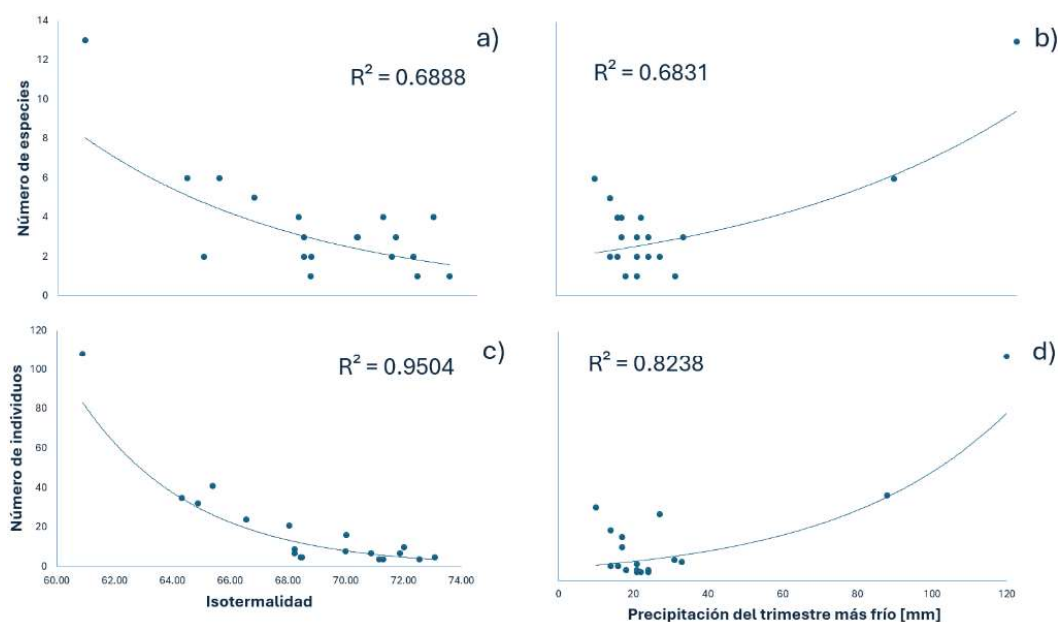 a)
R² = 0.6888
Número de especies
14
12
10
8
6
4
2
0
b)
R² = 0.6831
c)
R² = 0.9504
Número de individuos
120
100
80
60
40
20
0
60.00 62.00 64.00 66.00 68.00 70.00 72.00 74.00
Isotermalidad
d)
R² = 0.8238
0 20 40 60 80 100 120
Precipitación del trimestre más frío [mm]